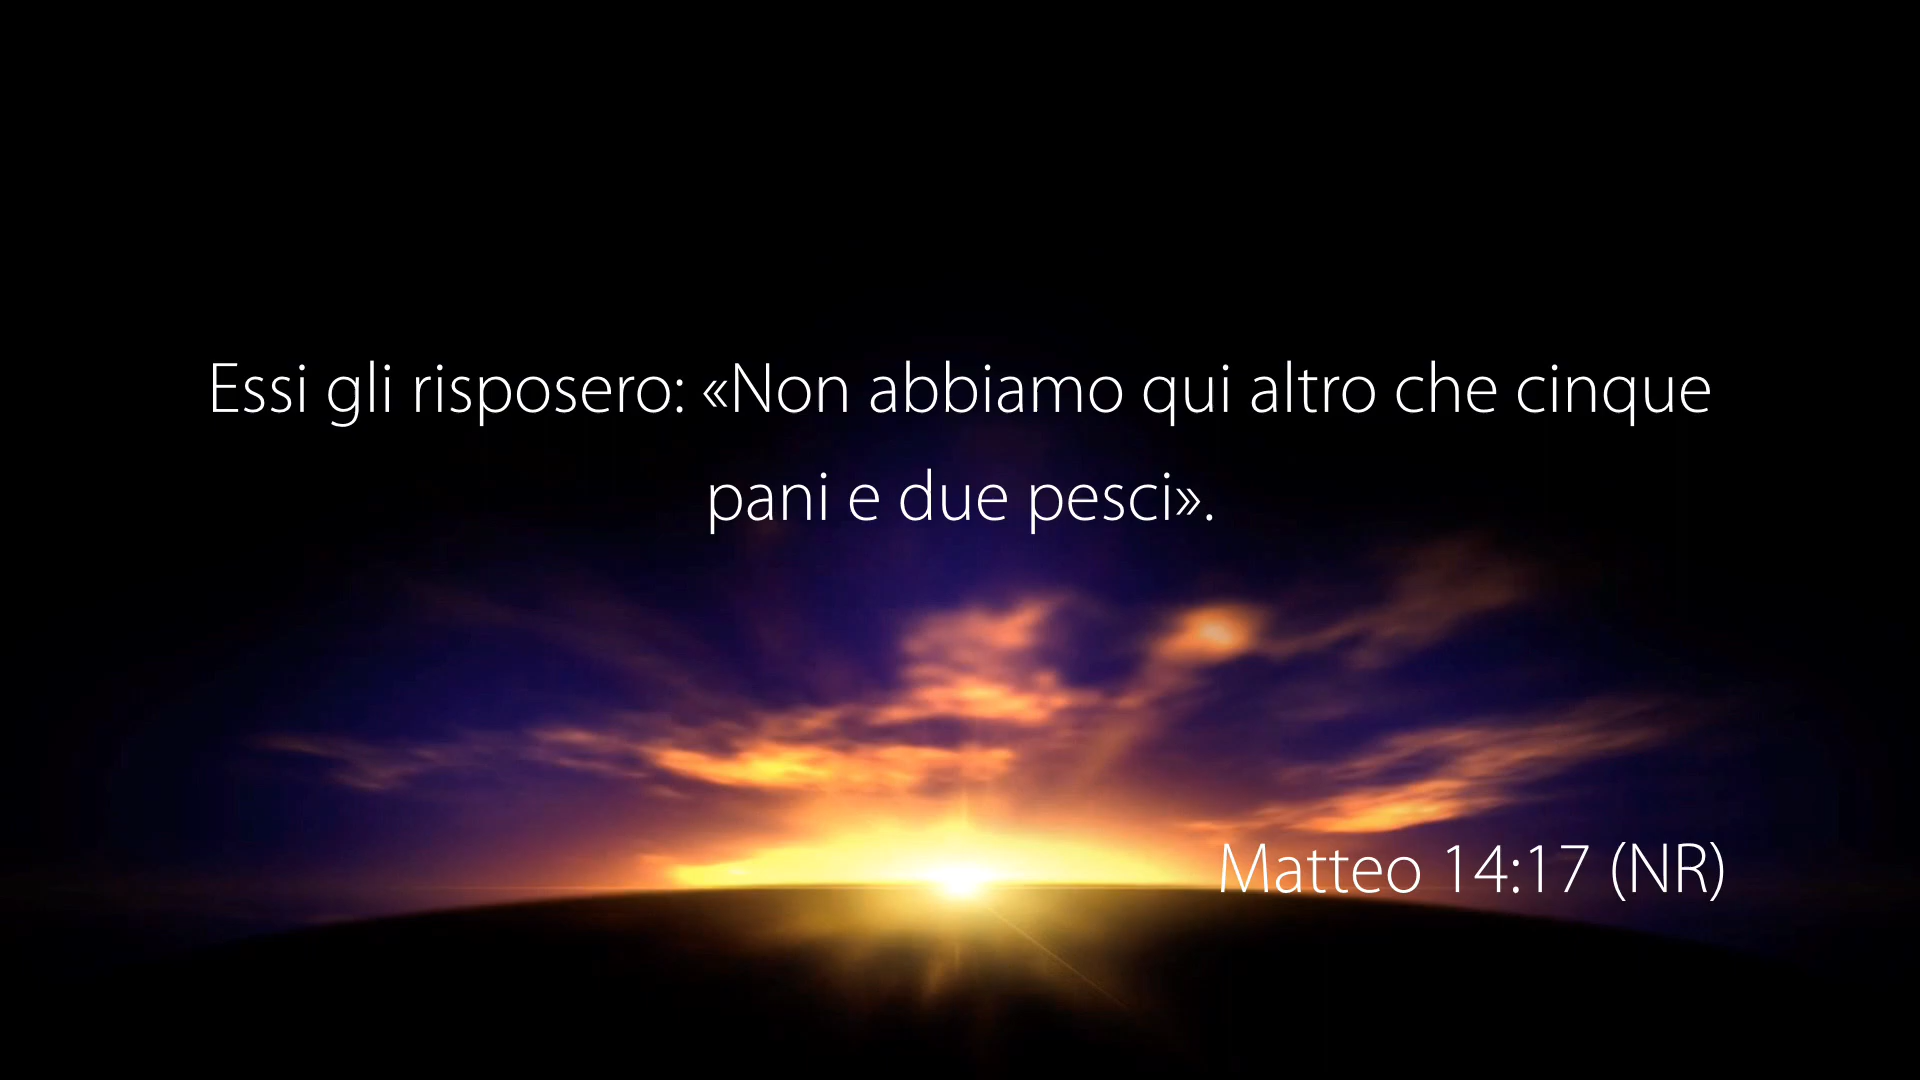 Essi gli risposero: «Non abbiamo qui altro che cinque
pani e due pesci».
Matteo 14:17 (NR)